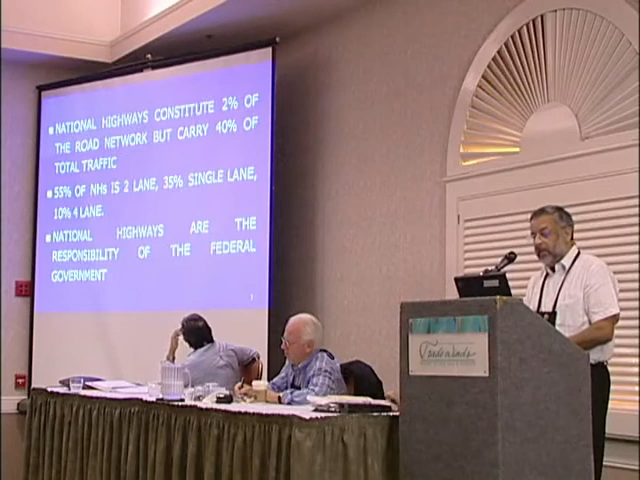 NATIONAL HIGHWAYS CONSTITUTE 2% OF
THE ROAD NETWORK BUT CARRY 40% OF
TOTAL TRAFFIC
55% OF NHs IS 2 LANE, 35% SINGLE LANE,
10% 4 LANE.
NATIONAL HIGHWAYS ARE THE
RESPONSIBILITY OF THE FEDERAL
GOVERNMENT
Tradewinds